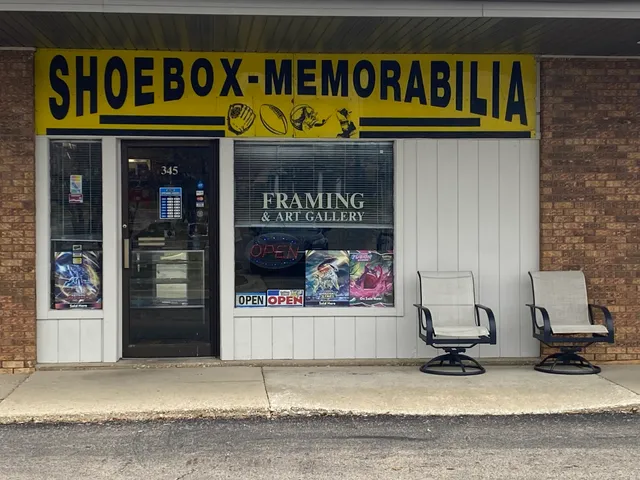 SHOEBOX-MEMORABILIA
345
FRAMING
& ART GALLERY
OPEN
OPEN
OPEN